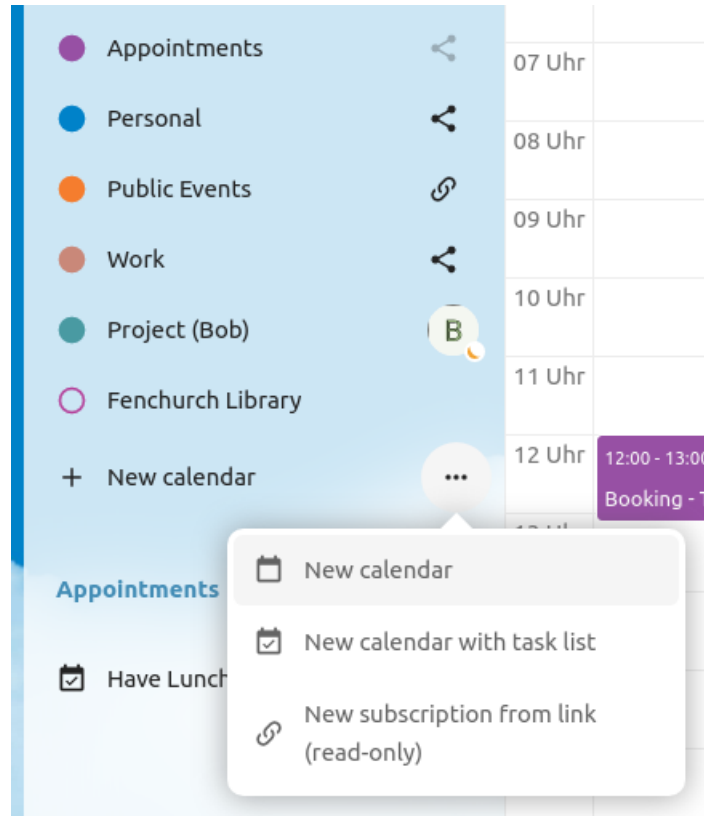 Appointments
07 Uhr
Personal
08 Uhr
Public Events
09 Uhr
Work
10 Uhr
Project (Bob)
B
11 Uhr
Fenchurch Library
12 Uhr
12:00 - 13:00
+ New calendar
Booking -
New calendar
Appointments
New calendar with task list
Have Lunch
New subscription from link
(read-only)